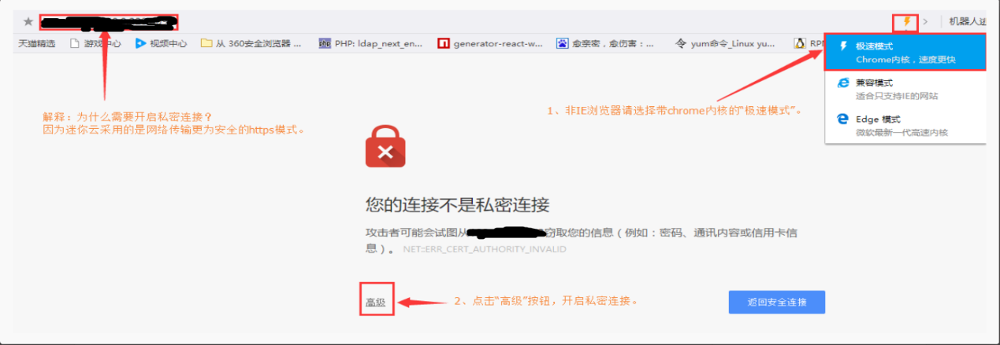 机器人迷
天猫精选 游戏中心 视频中心 从 360安全浏览器 ... PHP: ldap_next_en... generator-react-w... 愈亲密，愈伤害：... yum命令_Linux yu... RPM
极速模式
Chrome内核，速度更快
兼容模式
适合只支持IE的网站
Edge 模式
微软最新一代高速内核
1、非IE浏览器请选择带chrome内核的“极速模式”。
解释：为什么需要开启私密连接？
因为迷你云采用的是网络传输更为安全的https模式。
您的连接不是私密连接
攻击者可能会试图从 窃取您的信息（例如：密码、通讯内容或信用卡信
息）。 NET::ERR_CERT_AUTHORITY_INVALID
高级
2、点击“高级”按钮，开启私密连接。
返回安全连接